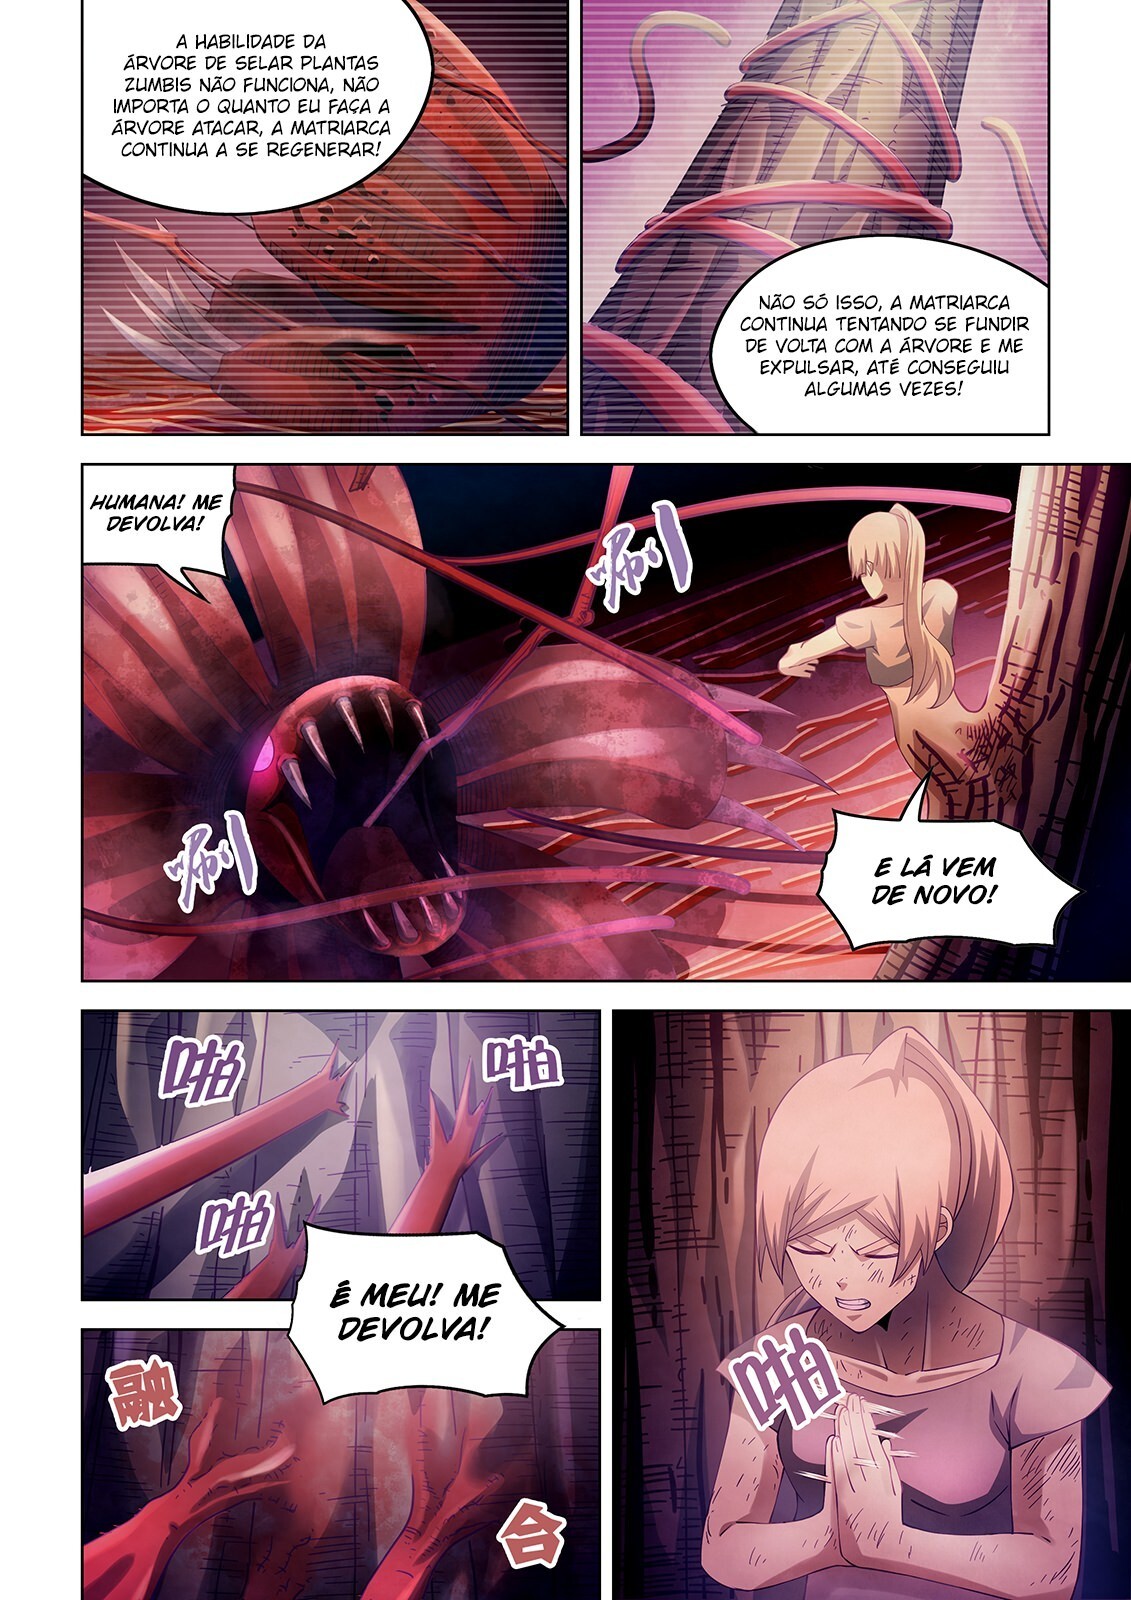 A HABILIDADE DA
ÁRVORE DE SELAR PLANTAS
ZUMBIS NÃO FUNCIONA, NÃO
IMPORTA O QUANTO EU FAÇA A
ÁRVORE ATACAR, A MATRIARCA
CONTINUA A SE REGENERAR!
NÃO SÓ ISSO, A MATRIARCA
CONTINUA TENTANDO SE FUNDIR
DE VOLTA COM A ÁRVORE E ME
EXPULSAR, ATÉ CONSEGUIU
ALGUMAS VEZES!
HUMANA! ME
DEVOLVA!
唰
唰
E LÁ VEM
DE NOVO!
啪
啪
啪
É MEU! ME
DEVOLVA!
融
合
啪